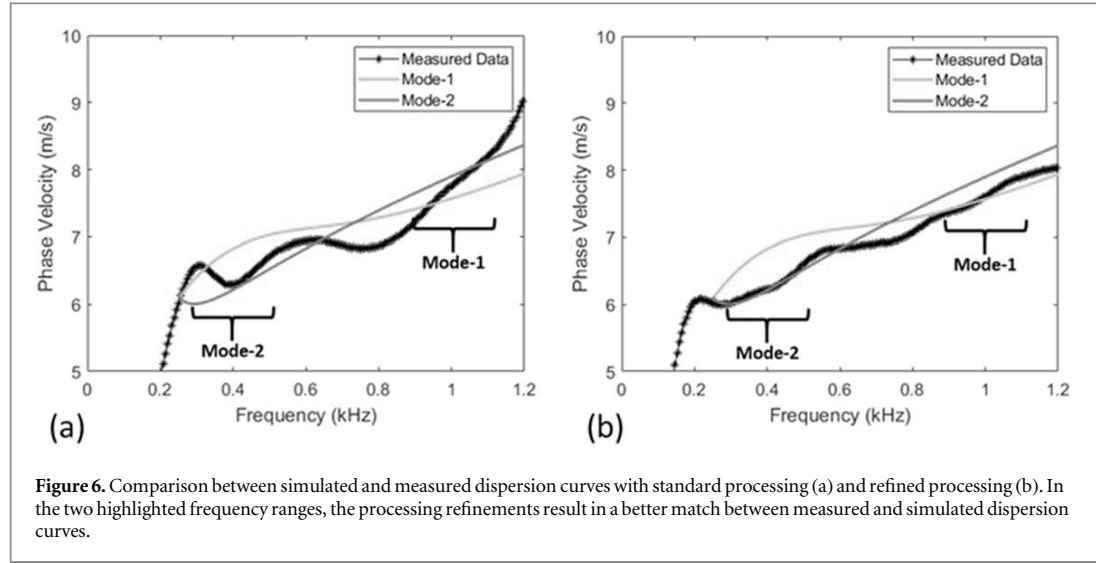 10
9
8
7
6
5
Phase Velocity (m/s)
Measured Data
Mode-1
Mode-2
Mode-1
Mode-2
0 0.2 0.4 0.6 0.8 1 1.2
Frequency (kHz)
(a)
10
9
8
7
6
5
Phase Velocity (m/s)
Measured Data
Mode-1
Mode-2
Mode-1
Mode-2
0 0.2 0.4 0.6 0.8 1 1.2
Frequency (kHz)
(b)
Figure 6. Comparison between simulated and measured dispersion curves with standard processing (a) and refined processing (b). In
the two highlighted frequency ranges, the processing refinements result in a better match between measured and simulated dispersion
curves.